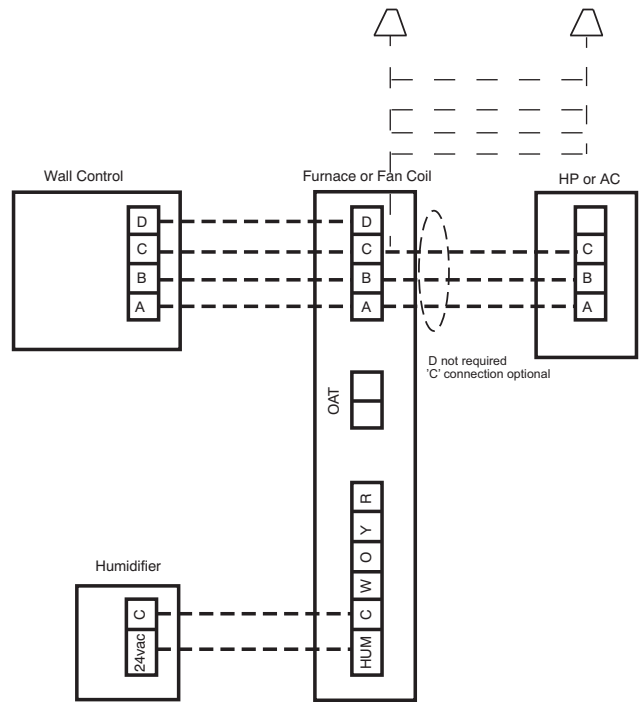 Wall Control
Furnace or Fan Coil
HP or AC
D
C
B
A
D
C
B
A
C
B
A
D not required
'C' connection optional
OAT
R
Y
O
W
C
HUM
Humidifier
C
24vac